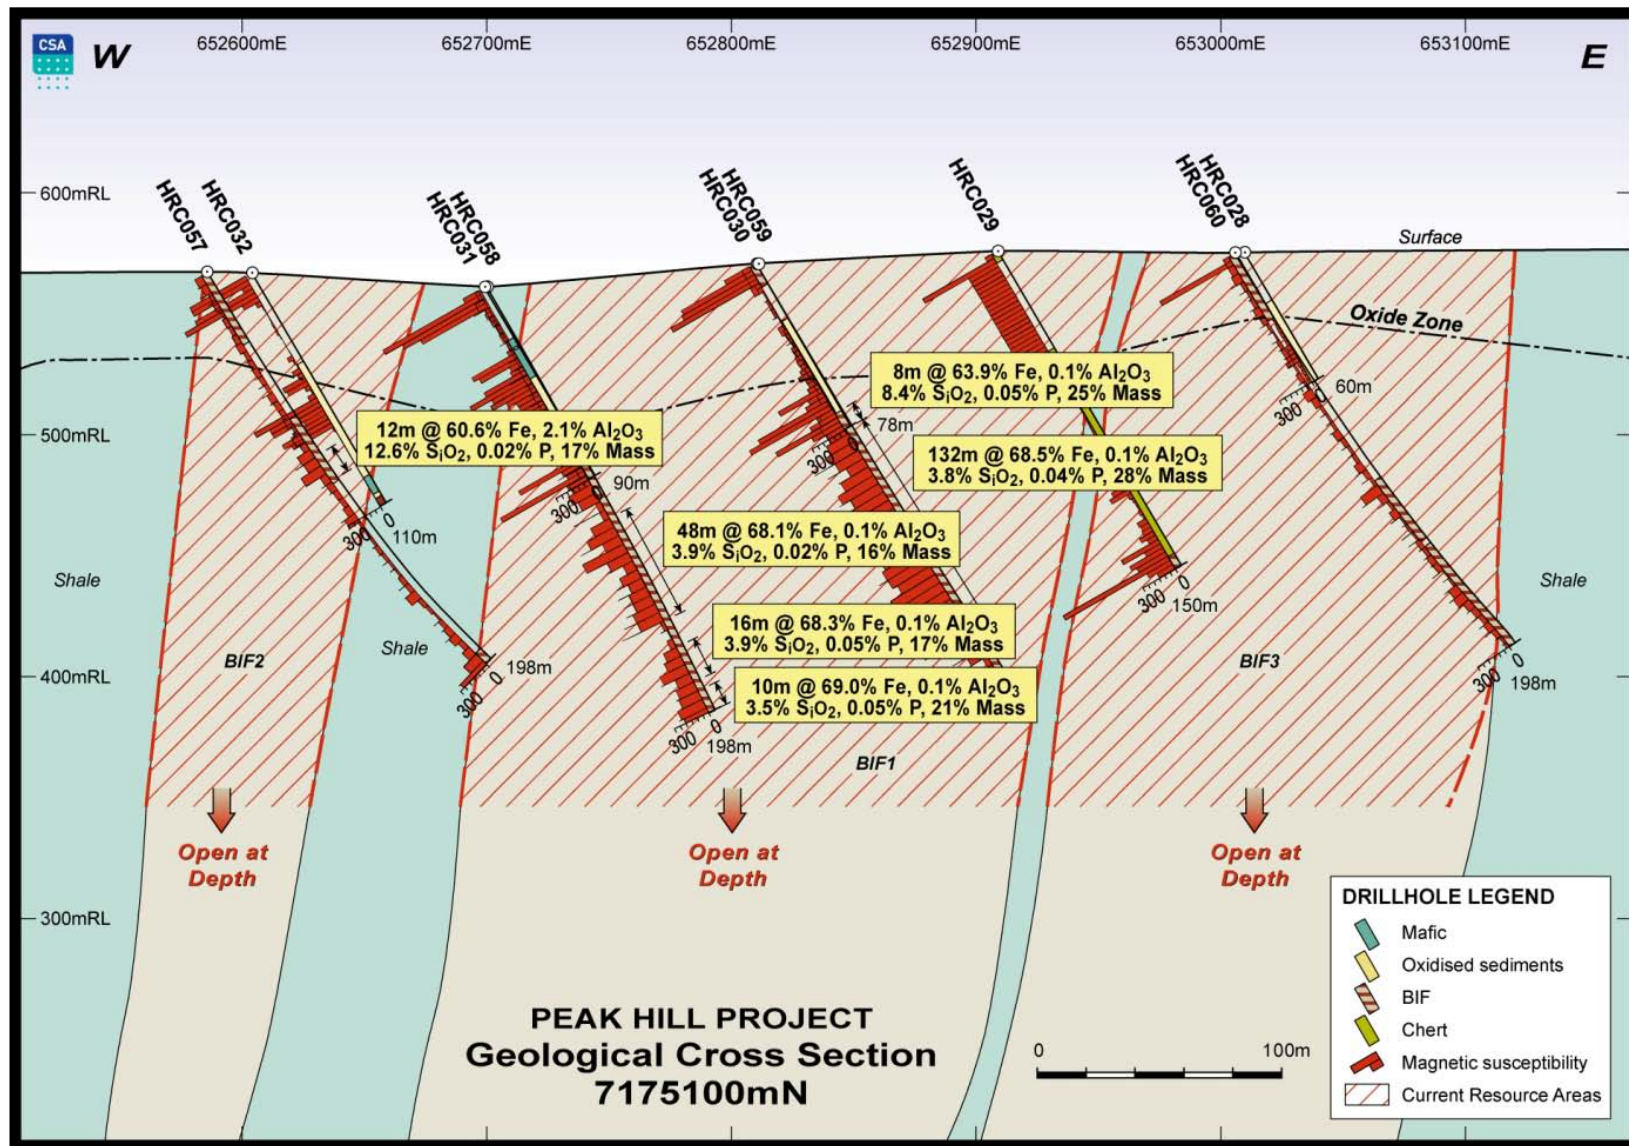 CSA
W
652600mE
652700mE
652800mE
652900mE
653000mE
653100mE
E
600mRL
500mRL
400mRL
300mRL
HRC057
HRC032
HRC031
HRC058
HRC030
HRC059
HRC029
HRC060
HRC028
Surface
Oxide Zone
8m @ 63.9% Fe, 0.1% Al₂O₃
8.4% SiO₂, 0.05% P, 25% Mass
12m @ 60.6% Fe, 2.1% Al₂O₃
12.6% SiO₂, 0.02% P, 17% Mass
132m @ 68.5% Fe, 0.1% Al₂O₃
3.8% SiO₂, 0.04% P, 28% Mass
48m @ 68.1% Fe, 0.1% Al₂O₃
3.9% SiO₂, 0.02% P, 16% Mass
16m @ 68.3% Fe, 0.1% Al₂O₃
3.9% SiO₂, 0.05% P, 17% Mass
10m @ 69.0% Fe, 0.1% Al₂O₃
3.5% SiO₂, 0.05% P, 21% Mass
300 0
110m
300 0
198m
300 0
90m
300 0
198m
300 0
78m
300 0
150m
300 0
60m
300 0
198m
Shale
BIF2
Shale
BIF1
BIF3
Shale
Open at
Depth
Open at
Depth
Open at
Depth
PEAK HILL PROJECT
Geological Cross Section
7175100mN
0 100m
DRILLHOLE LEGEND
Mafic
Oxidised sediments
BIF
Chert
Magnetic susceptibility
Current Resource Areas